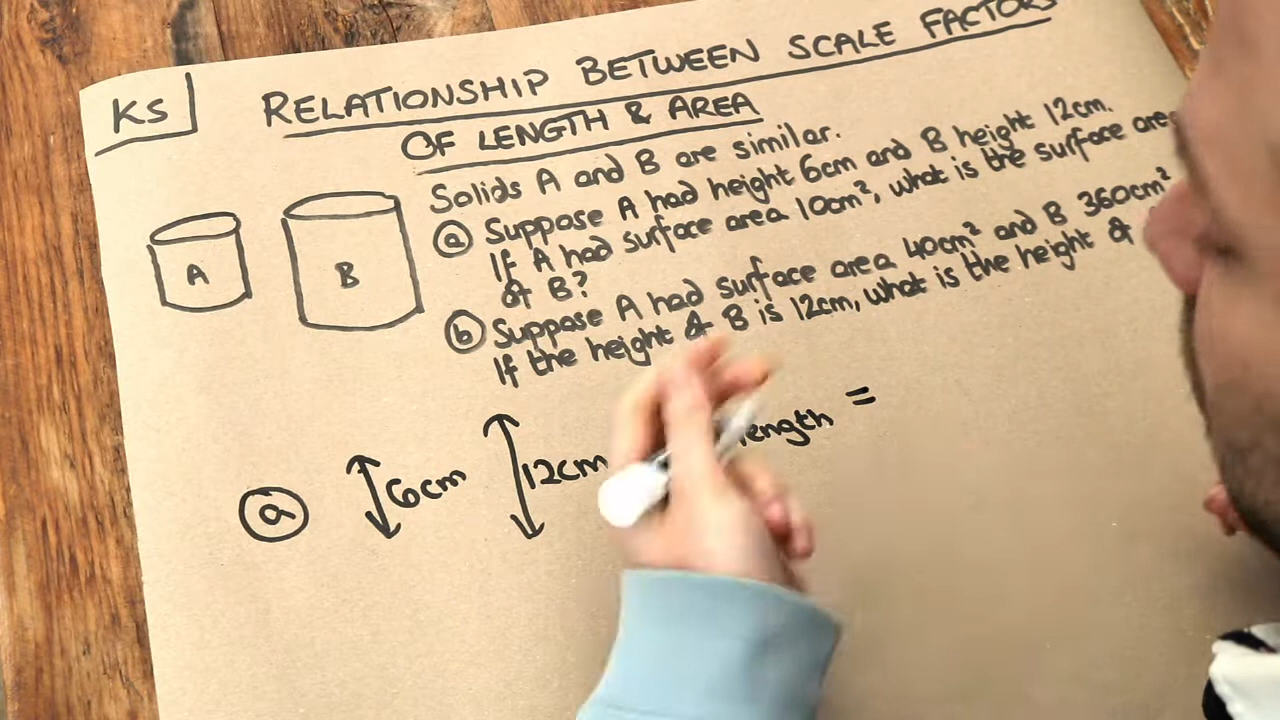 KS
RELATIONSHIP BETWEEN SCALE FACTORS
OF LENGTH & AREA
Solids A and B are similar.
a Suppose A had height 6cm and B height 12cm.
If A had surface area 10cm², what is the surface area
of B?
b Suppose A had surface area 40cm² and B 360cm²
If the height of B is 12cm, what is the height of
A
B
a 6cm 12cm length =